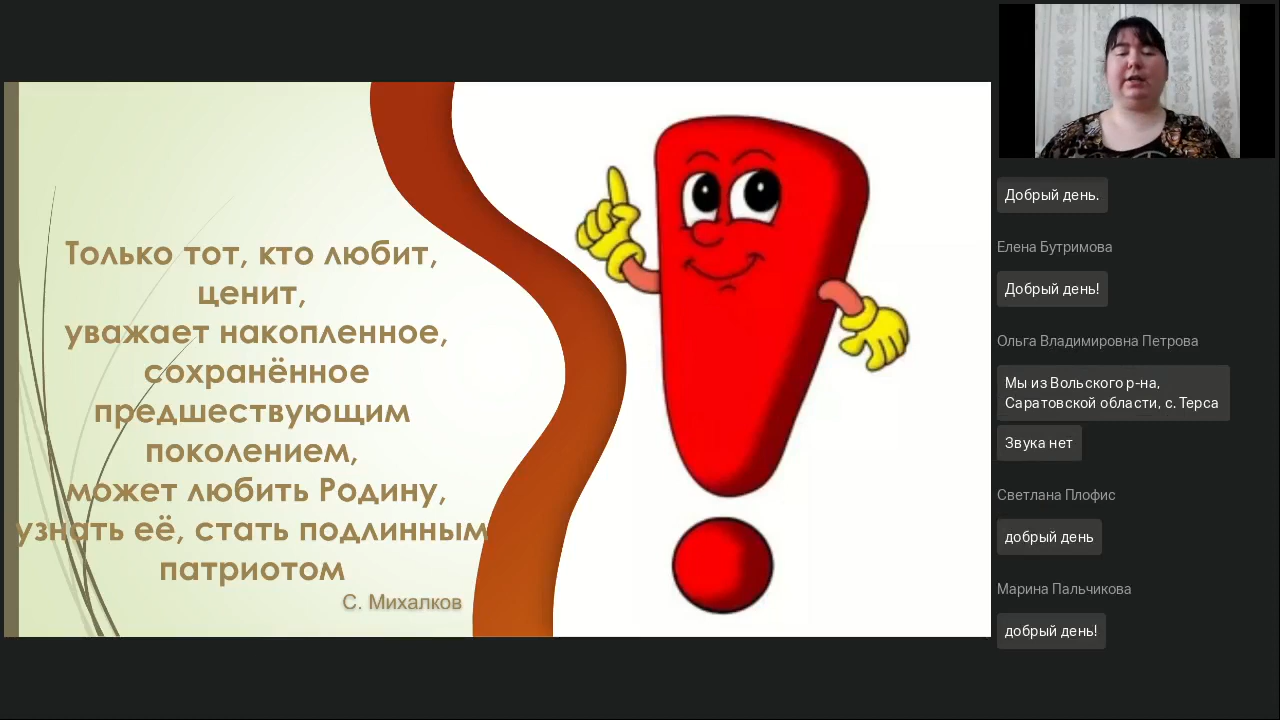 Только тот, кто любит,
ценит,
уважает накопленное,
сохранённое
предшествующим
поколением,
может любить Родину,
узнать её, стать подлинным
патриотом
С. Михалков
Добрый день.
Елена Бутримова
Добрый день!
Ольга Владимировна Петрова
Мы из Вольского р-на,
Саратовской области, с. Терса
Звука нет
Светлана Плофис
добрый день
Марина Пальчикова
добрый день!